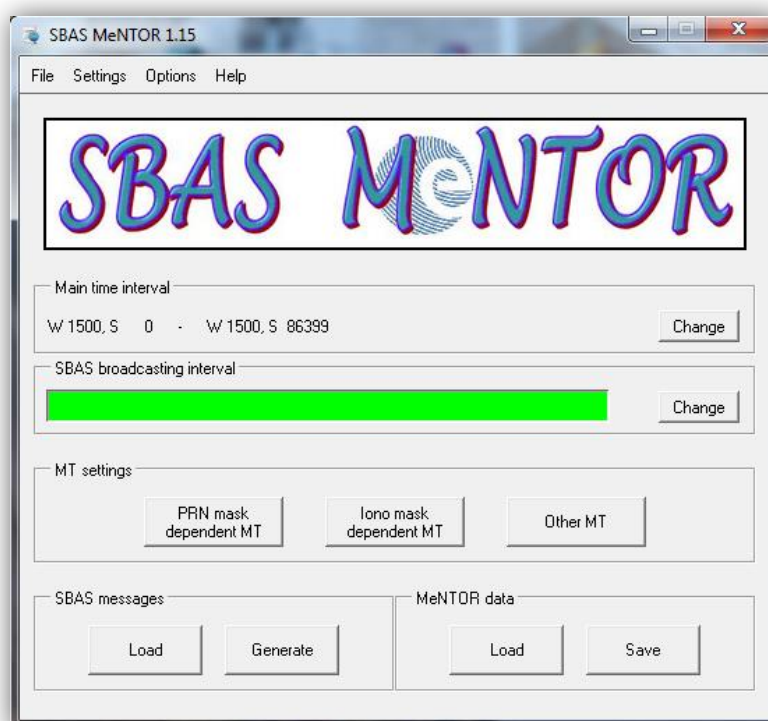 SBAS MeNTOR 1.15
File Settings Options Help
SBAS MeNTOR
Main time interval
W 1500, S 0 - W 1500, S 86399
Change
SBAS broadcasting interval
Change
MT settings
PRN mask
dependent MT
Iono mask
dependent MT
Other MT
SBAS messages
Load
Generate
MeNTOR data
Load
Save